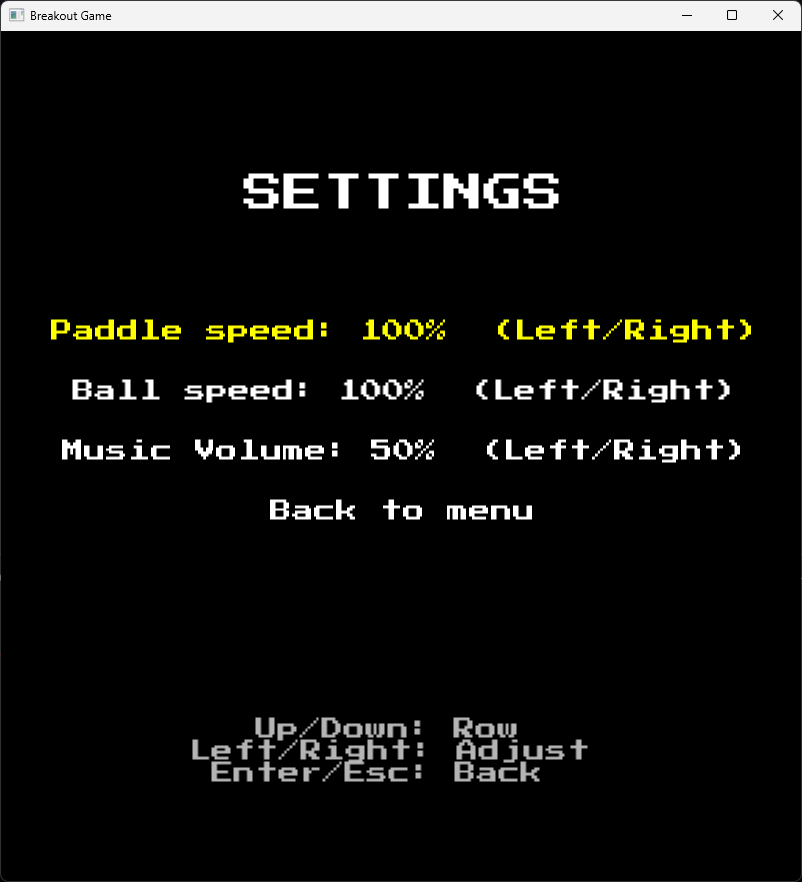 Breakout Game
SETTINGS
Paddle speed: 100% (Left/Right)
Ball speed: 100% (Left/Right)
Music Volume: 50% (Left/Right)
Back to menu
Up/Down: Row
Left/Right: Adjust
Enter/Esc: Back